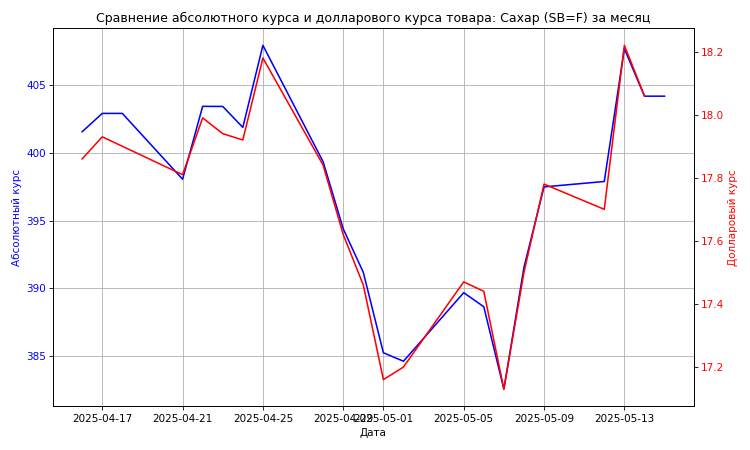 Сравнение абсолютного курса и долларового курса товара: Сахар (SB=F) за месяц
Абсолютный курс
405
400
395
390
385
18.2
18.0
17.8
17.6
17.4
17.2
Долларовый курс
2025-04-17 2025-04-21 2025-04-25 2025-04-29 2025-05-01 2025-05-05 2025-05-09 2025-05-13
Дата